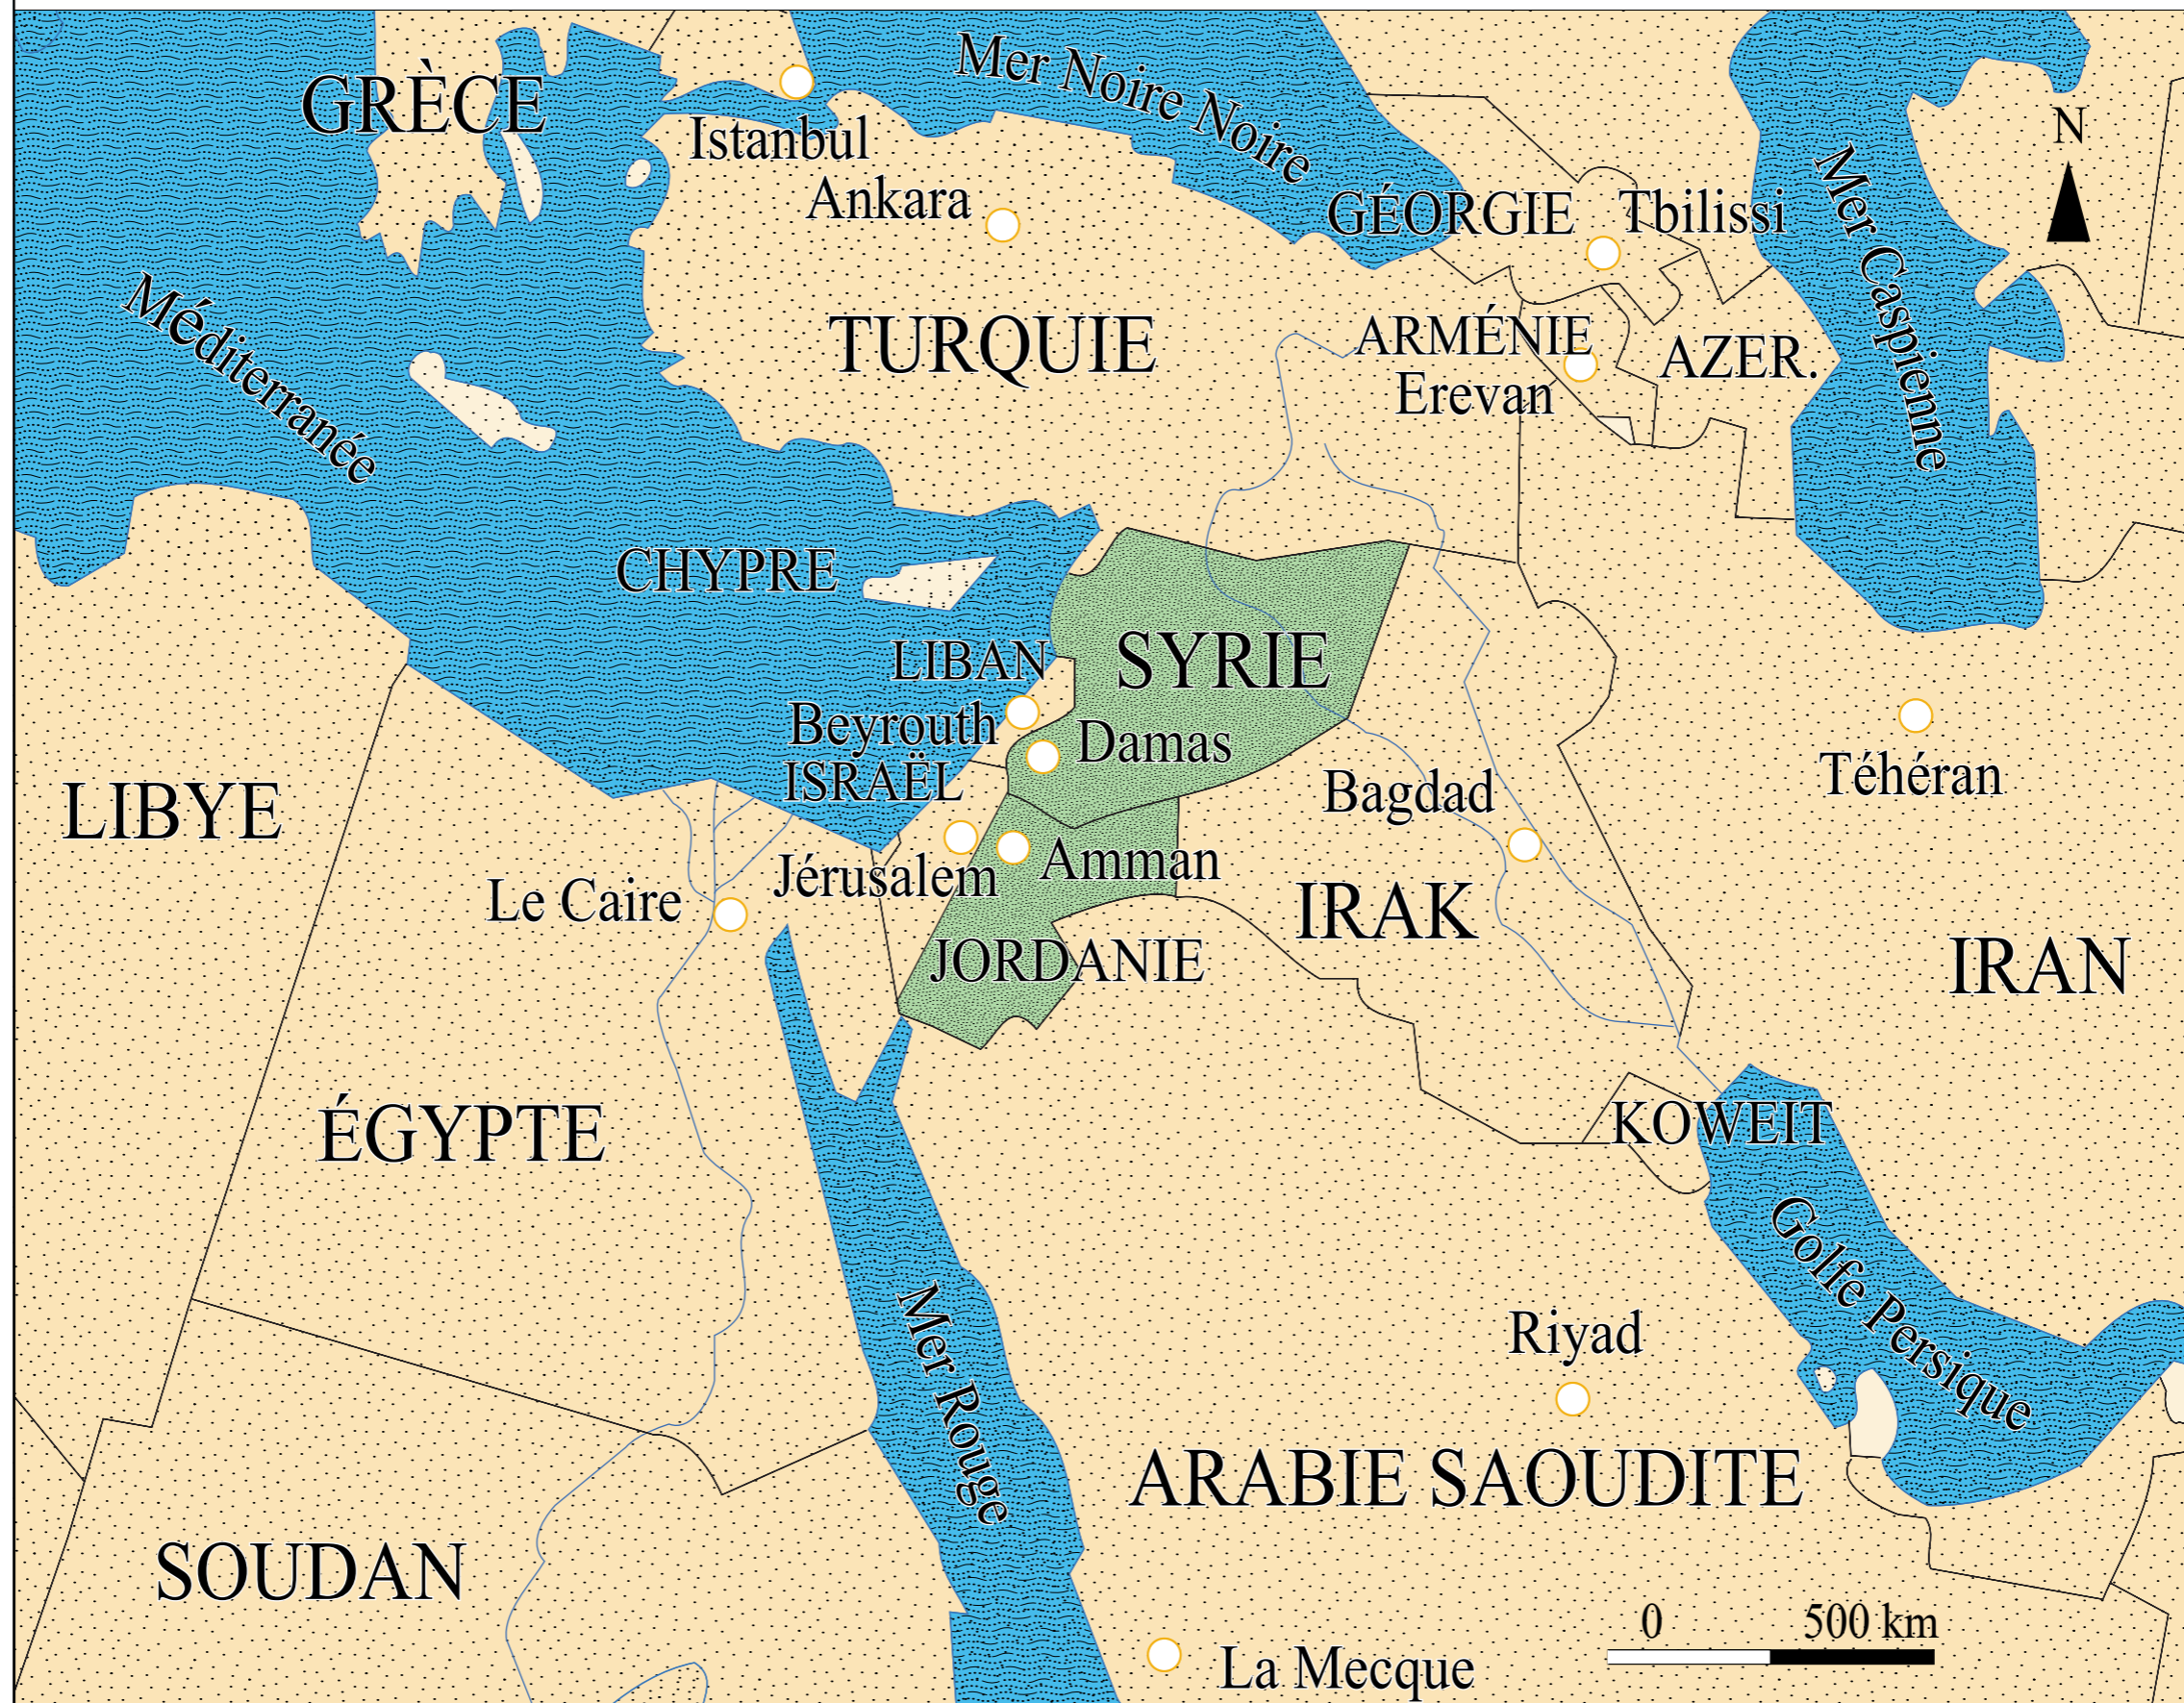 Mer Noire Noire
GRÈCE
N
Istanbul
Ankara
GÉORGIE
Tbilissi
Mer Caspienne
Méditerranée
TURQUIE
ARMÉNIE
AZER.
Erevan
CHYPRE
LIBAN
SYRIE
Beyrouth
Damas
ISRAËL
Téhéran
LIBYE
Bagdad
Jérusalem
Amman
Le Caire
IRAK
JORDANIE
IRAN
ÉGYPTE
KOWEIT
Golfe Persique
Mer Rouge
Riyad
ARABIE SAOUDITE
SOUDAN
0 500 km
La Mecque